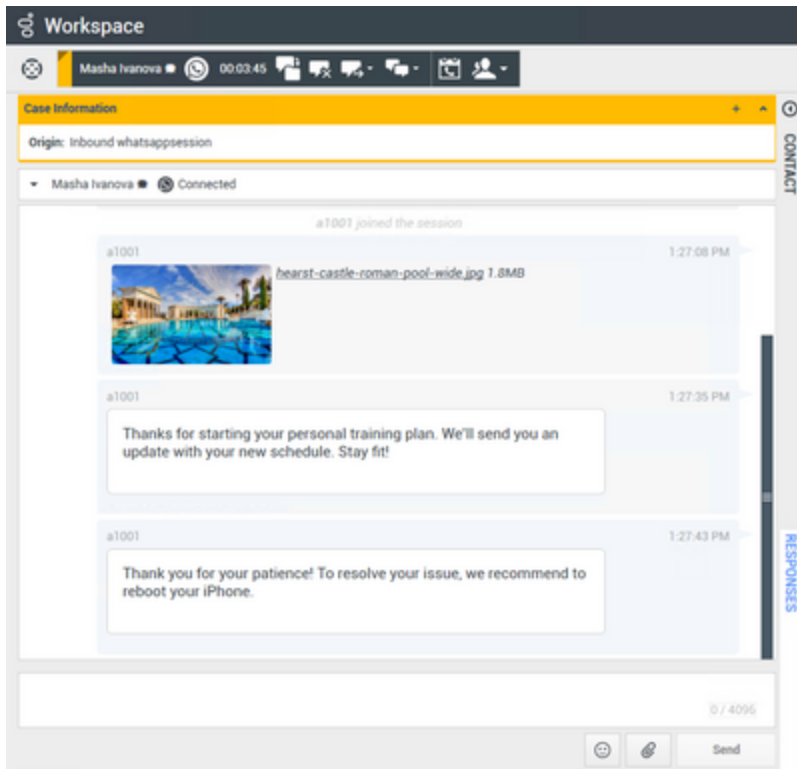 Workspace
Masha Ivanova 00:03:45
Case Information
Origin: Inbound whatsappsession
CONTACT
Masha Ivanova Connected
a1001 joined the session
a1001 1:27:08 PM
hearst-castle-roman-pool-wide.jpg 1.8MB
a1001 1:27:35 PM
Thanks for starting your personal training plan. We'll send you an
update with your new schedule. Stay fit!
a1001 1:27:43 PM
Thank you for your patience! To resolve your issue, we recommend to
reboot your iPhone.
RESPONSES
0 / 4096
Send